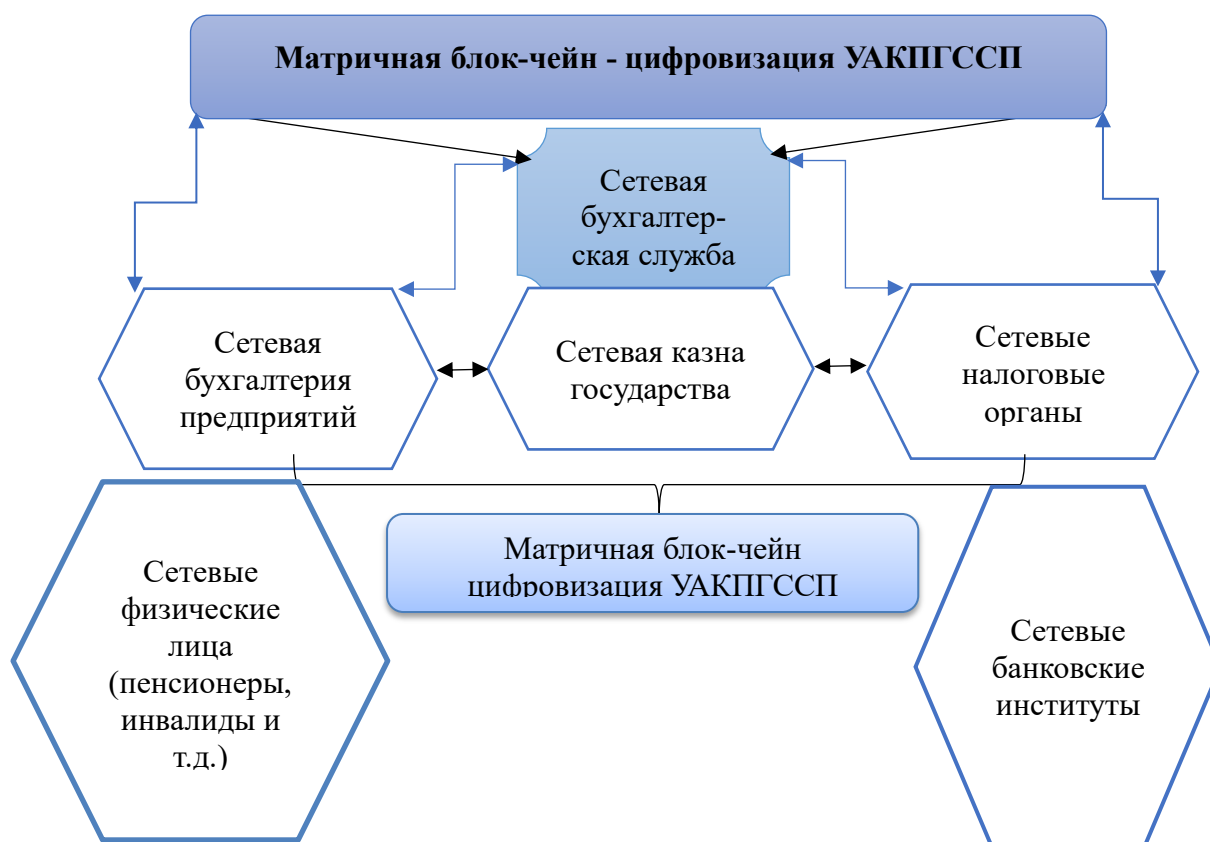 Матричная блок-чейн - цифровизация УАКПГССП
Сетевая
бухгалтер-
ская служба
Сетевая
бухгалтерия
предприятий
Сетевая казна
государства
Сетевые
налоговые
органы
Матричная блок-чейн
цифровизация УАКПГССП
Сетевые
физические
лица
(пенсионеры,
инвалиды и
т.д.)
Сетевые
банковские
институты